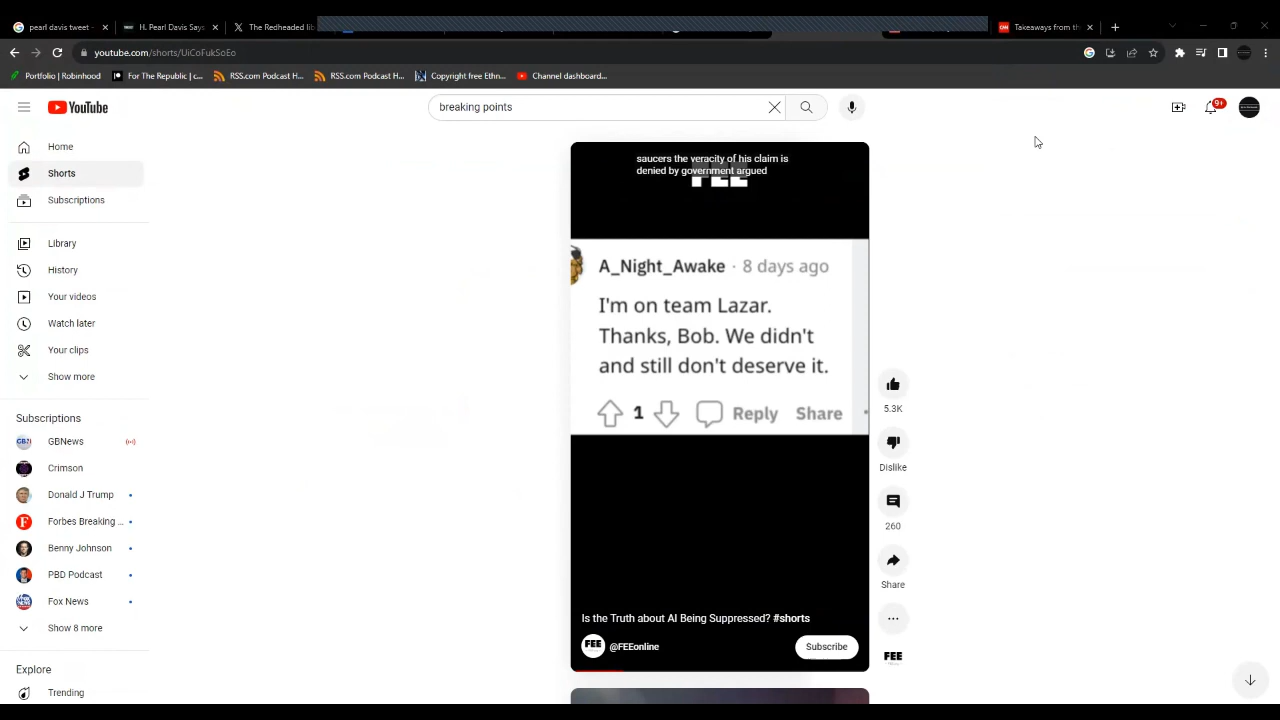 pearl davis tweet -
H. Pearl Davis Says
The Redheaded lib
Takeaways from th
youtube.com/shorts/UiCoFukSoEo
Portfolio | Robinhood
For The Republic | c...
RSS.com Podcast H...
RSS.com Podcast H...
Copyright free Ethn...
Channel dashboard...
YouTube
breaking points
9+
Home
Shorts
Subscriptions
Library
History
Your videos
Watch later
Your clips
Show more
Subscriptions
GBNews
Crimson
Donald J Trump
Forbes Breaking ...
Benny Johnson
PBD Podcast
Fox News
Show 8 more
Explore
Trending
saucers the veracity of his claim is
denied by government argued
FEE
A_Night_Awake · 8 days ago
I'm on team Lazar.
Thanks, Bob. We didn't
and still don't deserve it.
1 Reply Share
Is the Truth about AI Being Suppressed? #shorts
FEE @FEEonline Subscribe
5.3K
Dislike
260
Share
FEE